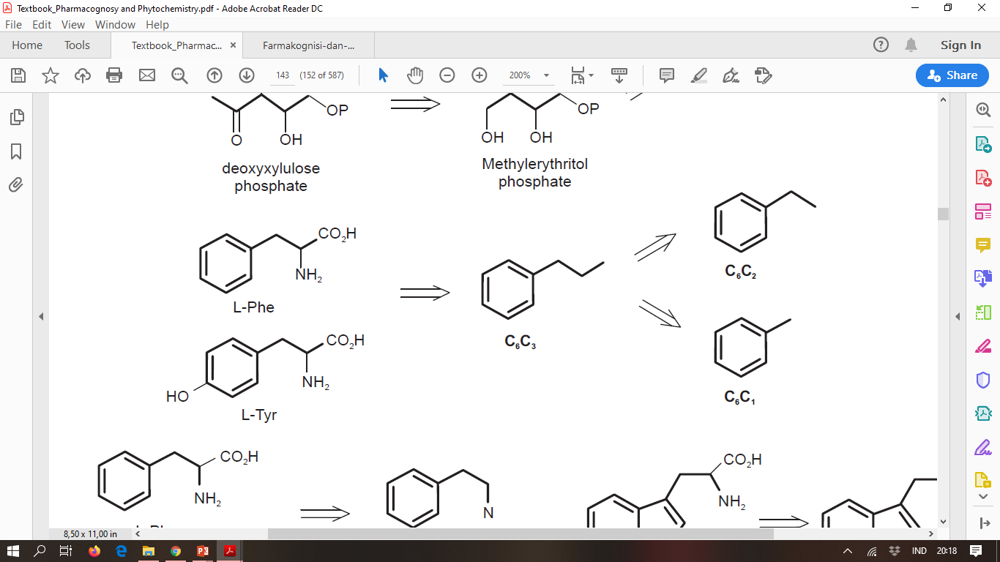 Textbook_Pharmacognosy and Phytochemistry.pdf - Adobe Acrobat Reader DC
File Edit View Window Help
Home Tools Textbook_Pharmac... × Farmakognisi-dan-... Sign In
143 (152 of 587) 200% Share
OP
O OH
deoxyxylulose
phosphate
OP
OH OH
Methylerythritol
phosphate
CO₂H
NH₂
L-Phe
C₆C₃
C₆C₂
C₆C₁
CO₂H
NH₂
HO
L-Tyr
CO₂H
NH₂
N
CO₂H
NH₂
8,50 x 11,00 in
IND 20:18